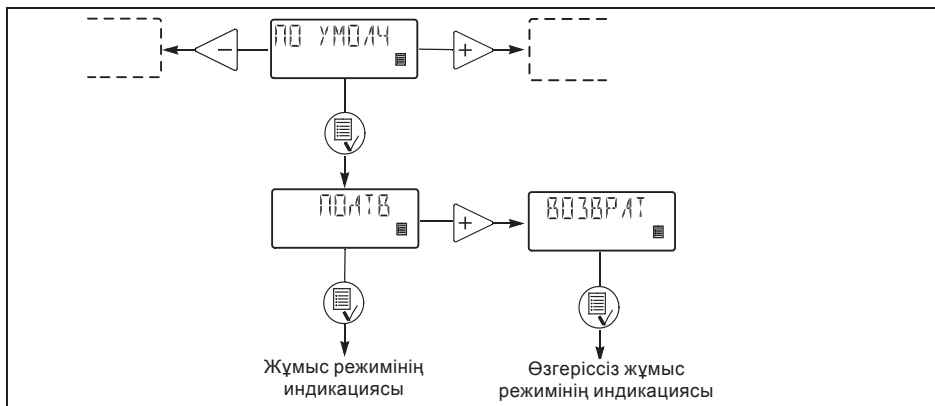 ПО УМОЛЧ
ПОДТВ
ВОЗВРАТ
Жұмыс режимінің
индикациясы
Өзгеріссіз жұмыс
режимінің индикациясы